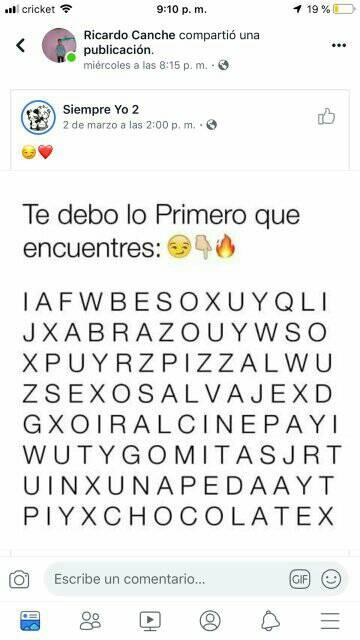 cricket 9:10 p. m. 19 %
Ricardo Canche compartió una
publicación.
miércoles a las 8:15 p. m. ·
Siempre Yo 2
2 de marzo a las 2:00 p. m. ·
😏❤️
Te debo lo Primero que
encuentres: 😏👇🏼🔥
I A F W B E S O X U Y Q L I
J X A B R A Z O U Y W S O
X P U Y R Z P I Z Z A L W U
Z S E X O S A L V A J E X D
G X O I R A L C I N E P A Y I
W U T Y G O M I T A S J R T
U I N X U N A P E D A A Y T
P I Y X C H O C O L A T E X
Escribe un comentario...
GIF